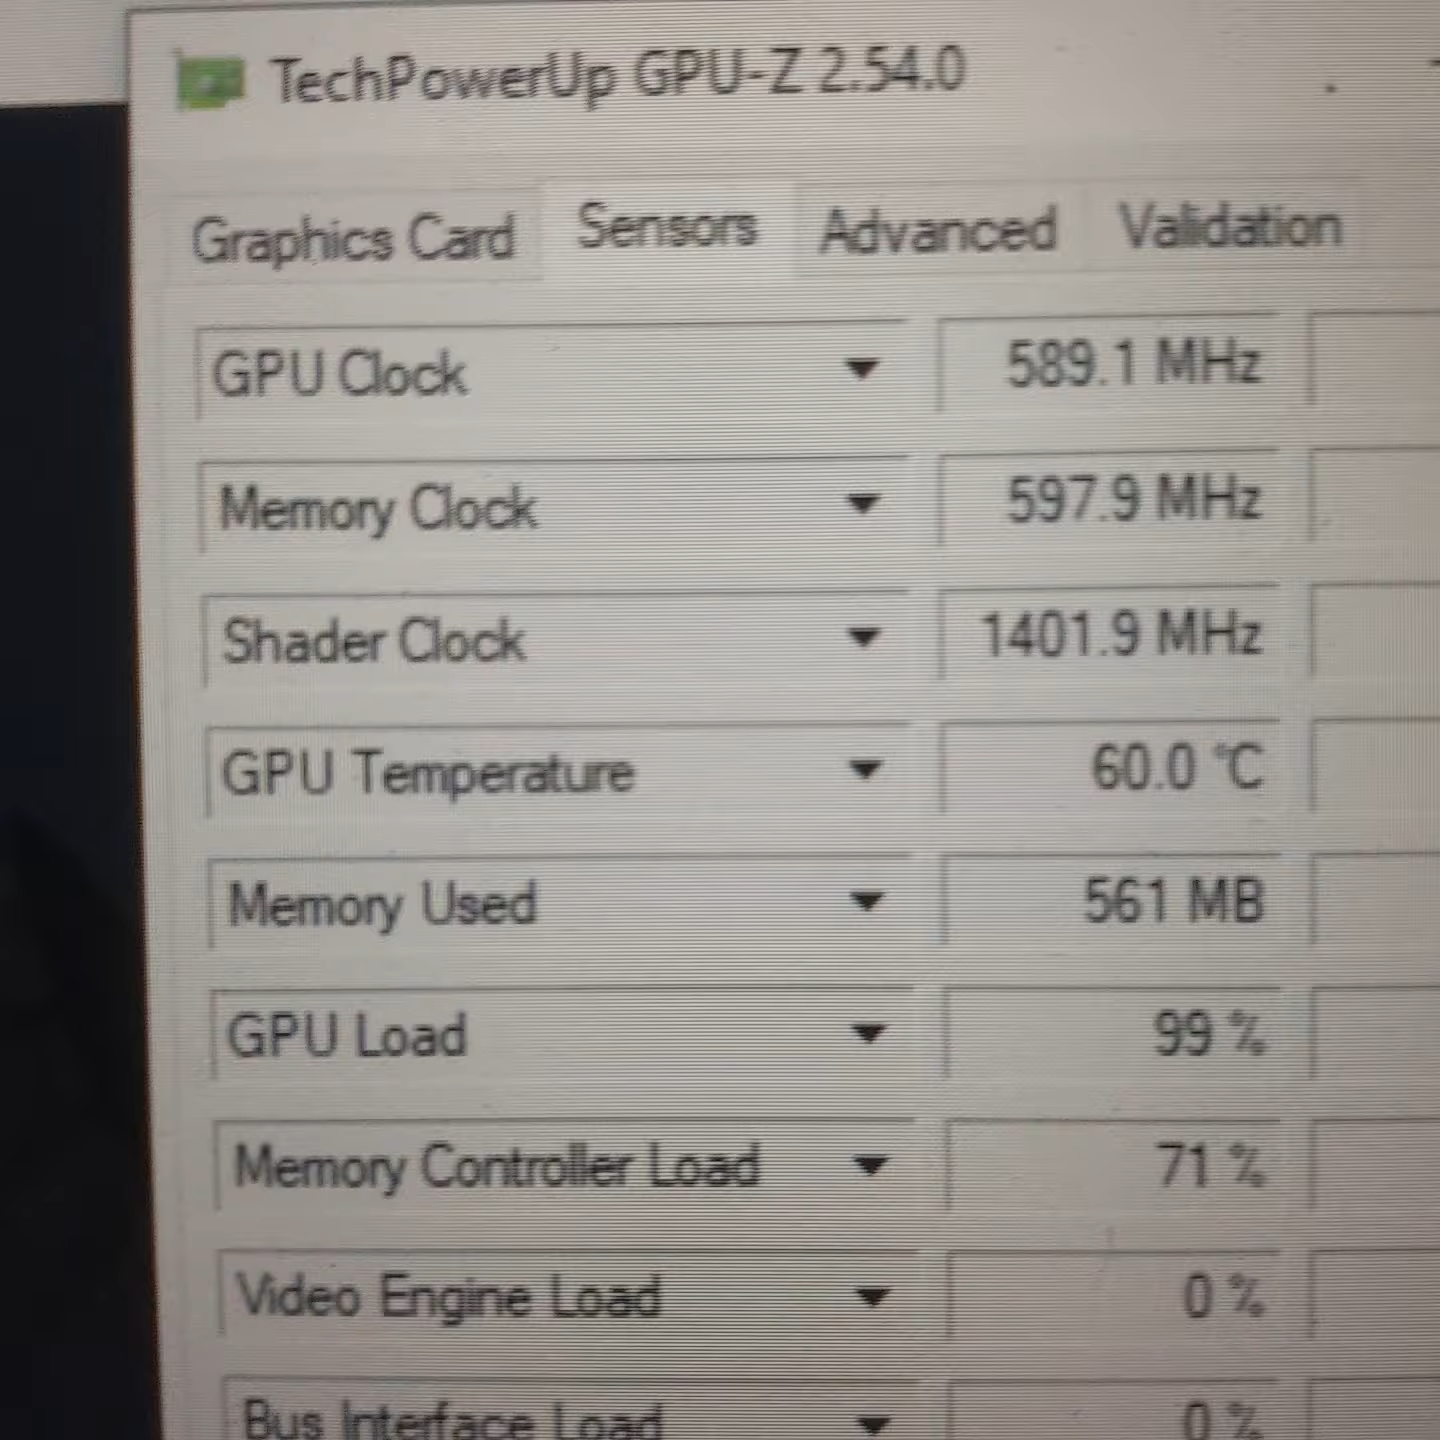 TechPowerUp GPU-Z 2.54.0
Graphics Card Sensors Advanced Validation
GPU Clock 589.1 MHz
Memory Clock 597.9 MHz
Shader Clock 1401.9 MHz
GPU Temperature 60.0 °C
Memory Used 561 MB
GPU Load 99 %
Memory Controller Load 71 %
Video Engine Load 0 %
Bus Interface Load 0 %